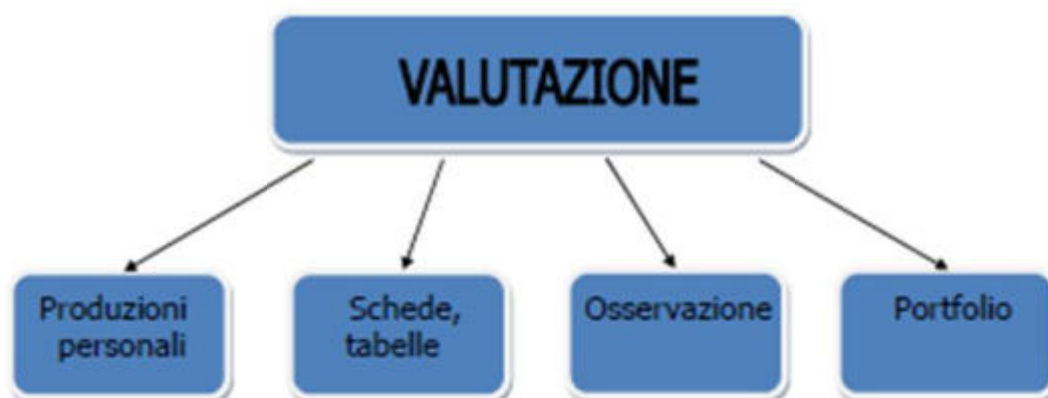 VALUTAZIONE
Produzioni
personali
Schede,
tabelle
Osservazione
Portfolio